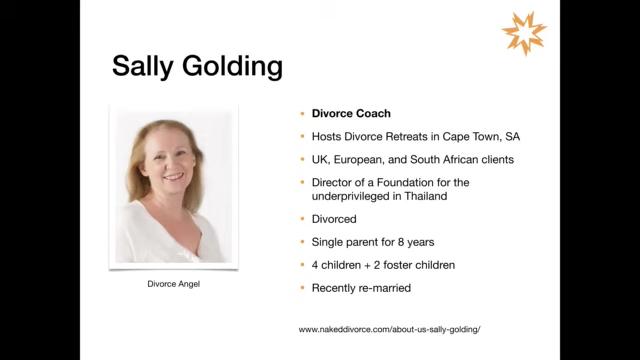 Sally Golding
Divorce Coach
Hosts Divorce Retreats in Cape Town, SA
UK, European, and South African clients
Director of a Foundation for the
underprivileged in Thailand
Divorced
Single parent for 8 years
4 children + 2 foster children
Recently re-married
Divorce Angel
www.nakeddivorce.com/about-us-sally-golding/